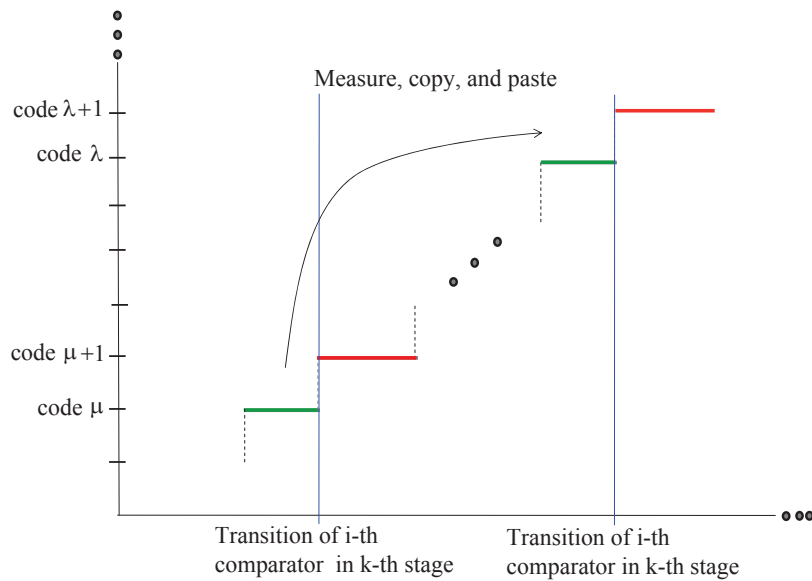 Measure, copy, and paste
code λ+1
code λ
code μ+1
code μ
Transition of i-th
comparator in k-th stage
Transition of i-th
comparator in k-th stage